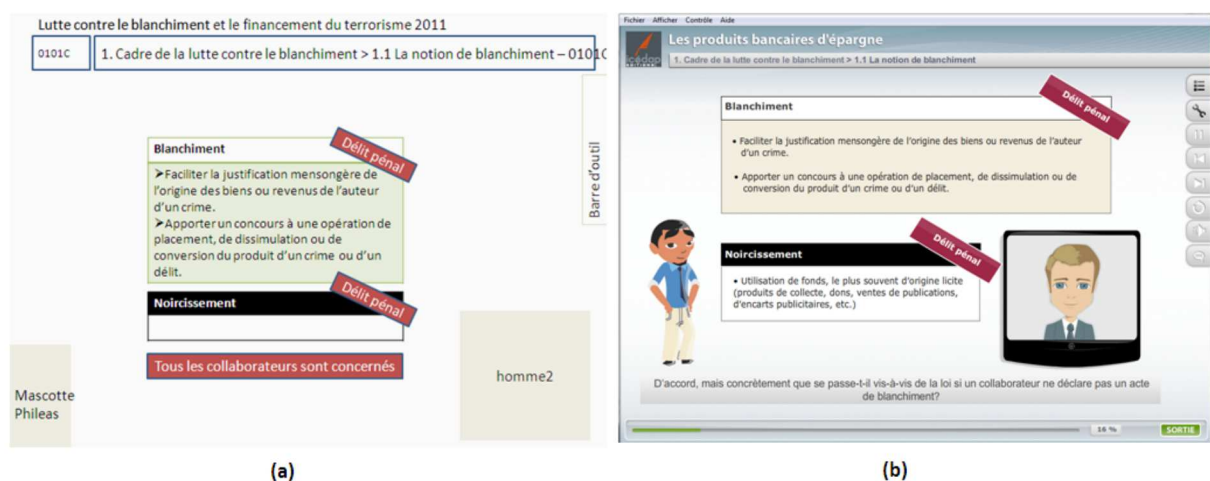 Lutte contre le blanchiment et le financement du terrorisme 2011
0101C
1. Cadre de la lutte contre le blanchiment > 1.1 La notion de blanchiment – 0101C
Barre d'outil
Blanchiment
Délit pénal
➤Faciliter la justification mensongère de
l'origine des biens ou revenus de l'auteur
d'un crime.
➤Apporter un concours à une opération de
placement, de dissimulation ou de
conversion du produit d'un crime ou d'un
délit.
Noircissement
Délit pénal
Tous les collaborateurs sont concernés
Mascotte
Phileas
homme2
(a)
Fichier Afficher Contrôle Aide
Les produits bancaires d'épargne
icédap
EDITIONS
1. Cadre de la lutte contre le blanchiment > 1.1 La notion de blanchiment
Blanchiment
Délit pénal
• Faciliter la justification mensongère de l'origine des biens ou revenus de l'auteur
d'un crime.
• Apporter un concours à une opération de placement, de dissimulation ou de
conversion du produit d'un crime ou d'un délit.
Noircissement
Délit pénal
• Utilisation de fonds, le plus souvent d'origine licite
(produits de collecte, dons, ventes de publications,
d'encarts publicitaires, etc.)
D'accord, mais concrètement que se passe-t-il vis-à-vis de la loi si un collaborateur ne déclare pas un acte
de blanchiment?
16 %
SORTIE
(b)